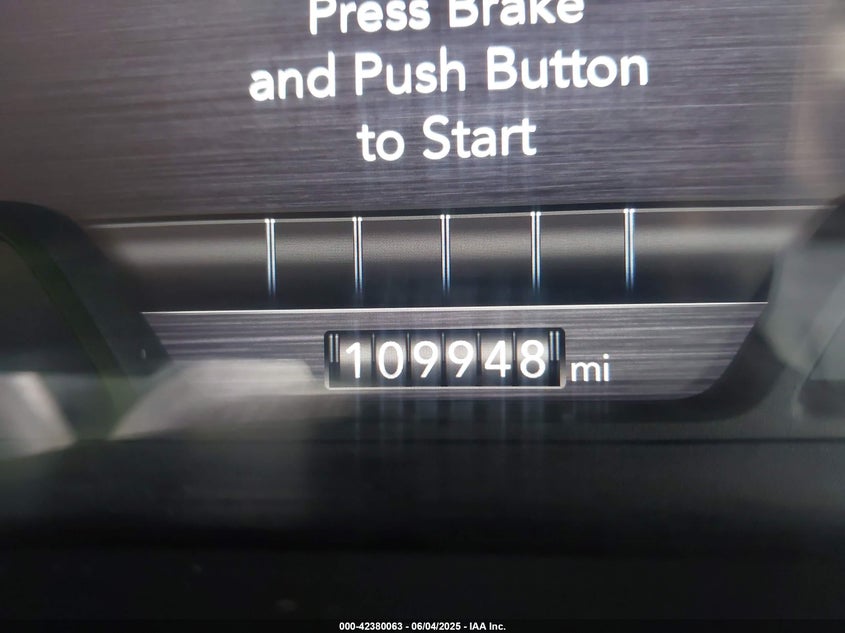 Press Brake
and Push Button
to Start
109948 mi
000-42380063 - 06/04/2025 - IAA Inc.